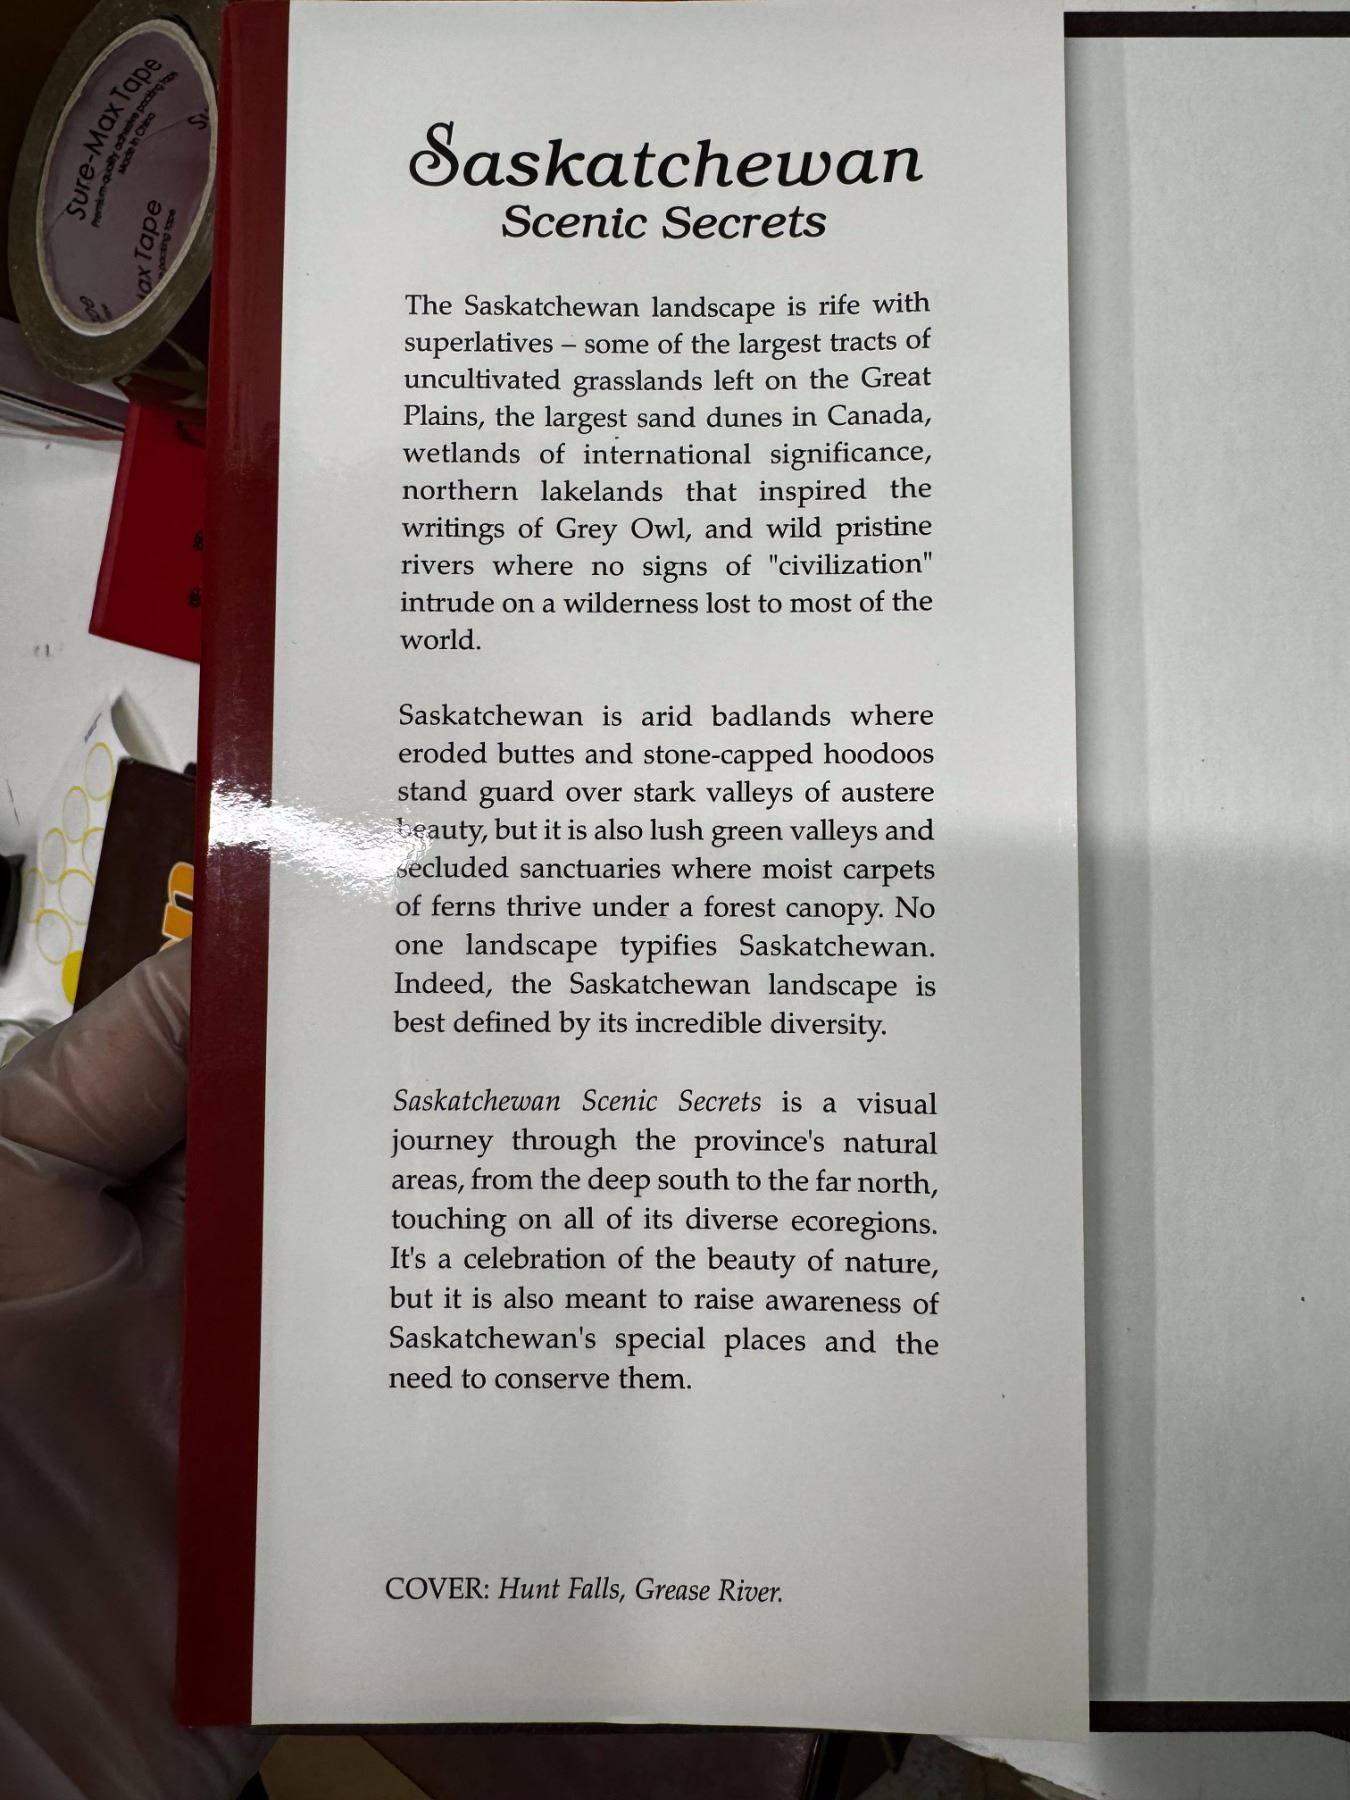 Sure-Max Tape
Premium-quality adhesive packing tape
Made in China
Saskatchewan
Scenic Secrets
The Saskatchewan landscape is rife with
superlatives – some of the largest tracts of
uncultivated grasslands left on the Great
Plains, the largest sand dunes in Canada,
wetlands of international significance,
northern lakelands that inspired the
writings of Grey Owl, and wild pristine
rivers where no signs of "civilization"
intrude on a wilderness lost to most of the
world.
Saskatchewan is arid badlands where
eroded buttes and stone-capped hoodoos
stand guard over stark valleys of austere
beauty, but it is also lush green valleys and
secluded sanctuaries where moist carpets
of ferns thrive under a forest canopy. No
one landscape typifies Saskatchewan.
Indeed, the Saskatchewan landscape is
best defined by its incredible diversity.
Saskatchewan Scenic Secrets is a visual
journey through the province's natural
areas, from the deep south to the far north,
touching on all of its diverse ecoregions.
It's a celebration of the beauty of nature,
but it is also meant to raise awareness of
Saskatchewan's special places and the
need to conserve them.
COVER: Hunt Falls, Grease River.